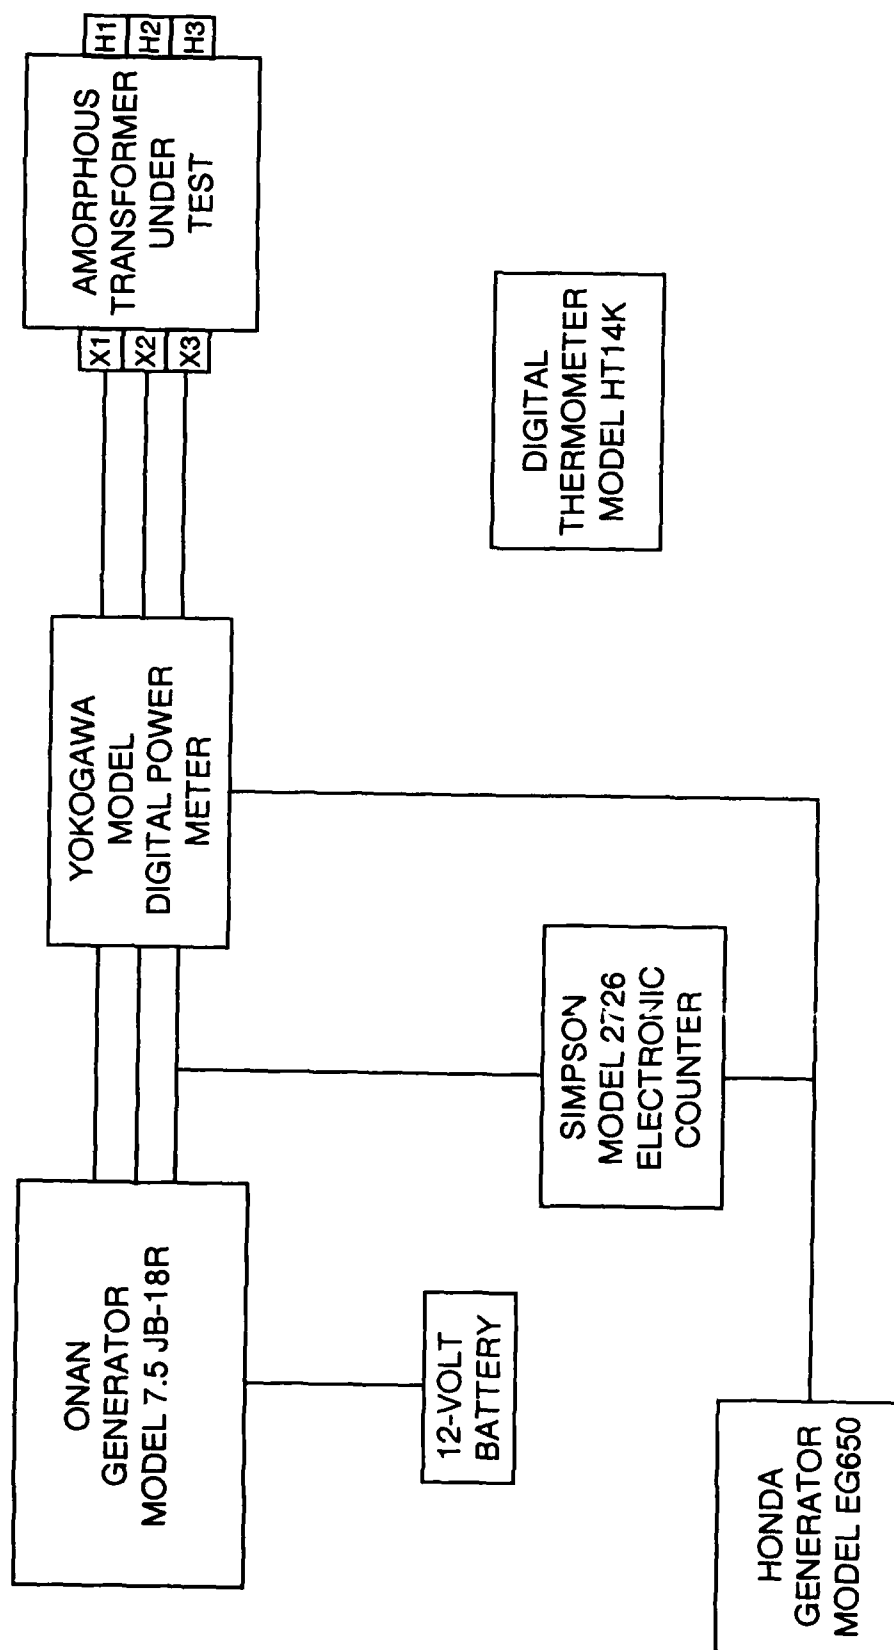 ONAN
GENERATOR
MODEL 7.5 JB-18R
YOKOGAWA
MODEL
DIGITAL POWER
METER
X1
X2
X3
AMORPHOUS
TRANSFORMER
UNDER
TEST
H1
H2
H3
12-VOLT
BATTERY
SIMPSON
MODEL 2726
ELECTRONIC
COUNTER
DIGITAL
THERMOMETER
MODEL HT14K
HONDA
GENERATOR
MODEL EG650